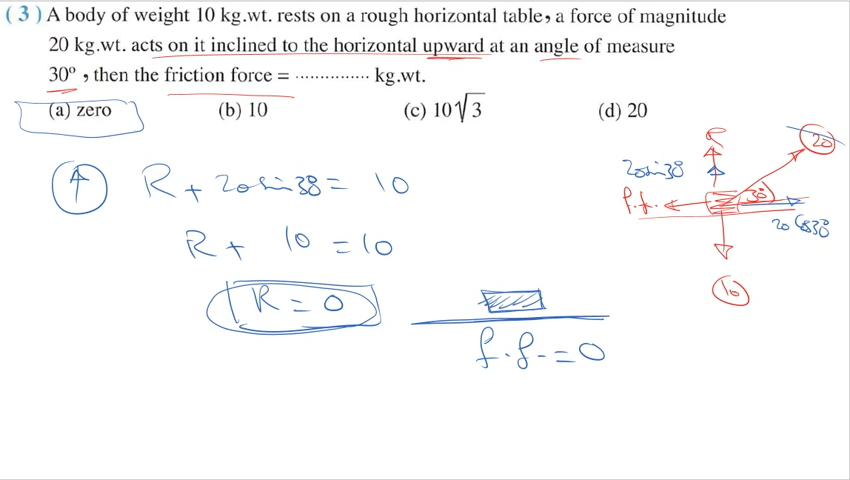 (3) A body of weight 10 kg.wt. rests on a rough horizontal table, a force of magnitude
20 kg.wt. acts on it inclined to the horizontal upward at an angle of measure
30° , then the friction force = ··············· kg.wt.
(a) zero (b) 10 (c) 10√3 (d) 20
R + 20 sin 30° = 10
R + 10 = 10
R = 0
f.f. = 0
R
20
20 sin 30°
f.f.
30°
20 cos 30°
10